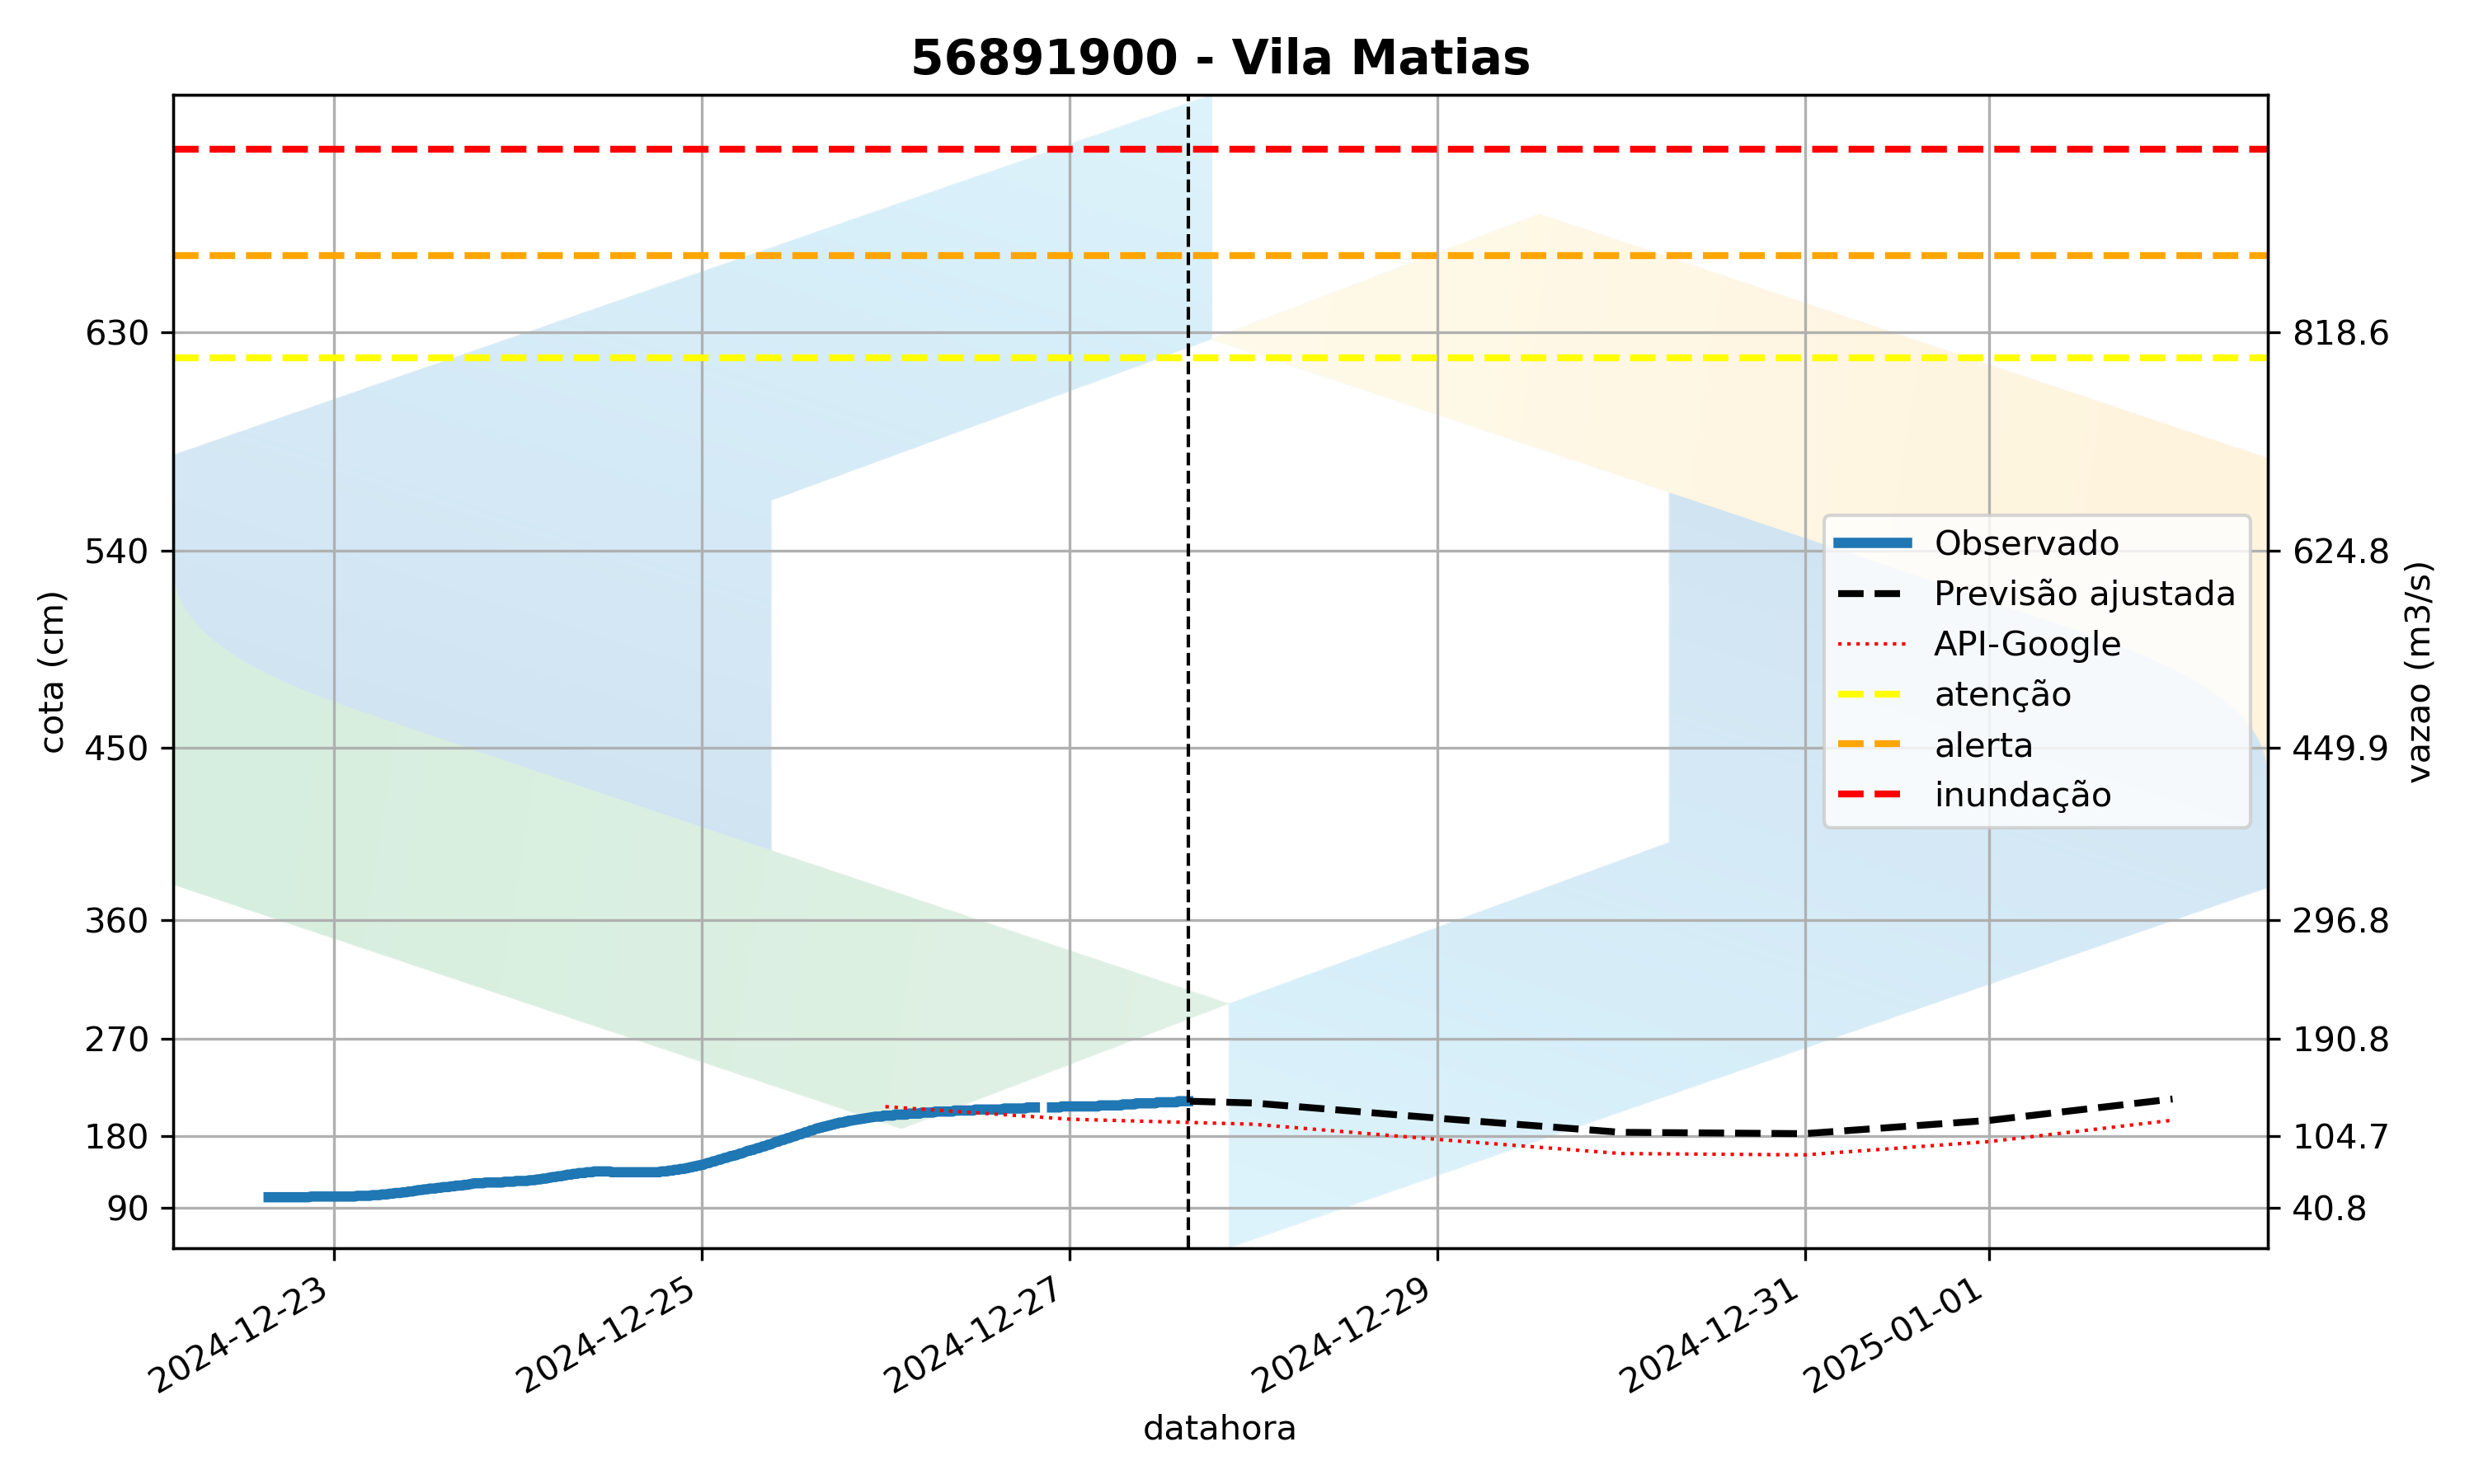 56891900 - Vila Matias
cota (cm)
630
540
450
360
270
180
90
818.6
624.8
449.9
296.8
190.8
104.7
40.8
vazao (m3/s)
Observado
Previsão ajustada
API-Google
atenção
alerta
inundação
2024-12-23
2024-12-25
2024-12-27
2024-12-29
2024-12-31
2025-01-01
datahora